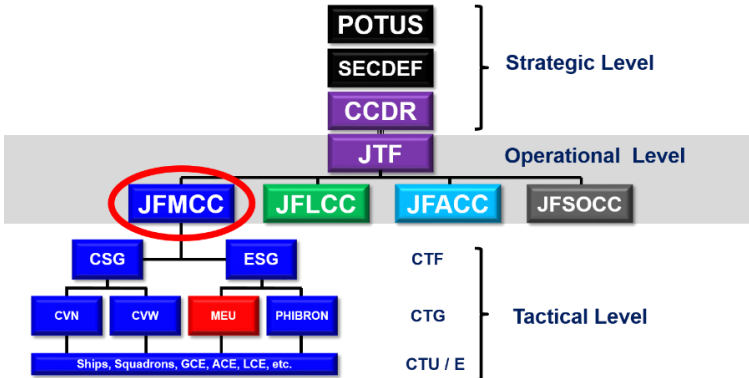 POTUS
SECDEF
Strategic Level
CCDR
JTF
Operational Level
JFMCC JFLCC JFACC JFSOCC
CSG ESG CTF
CVN CVW MEU PHIBRON CTG Tactical Level
Ships, Squadrons, GCE, ACE, LCE, etc. CTU / E